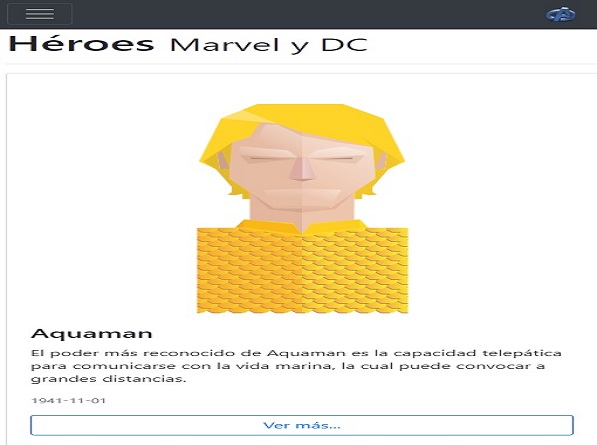 Héroes Marvel y DC
Aquaman
El poder más reconocido de Aquaman es la capacidad telepática
para comunicarse con la vida marina, la cual puede convocar a
grandes distancias.
1941-11-01
Ver más...